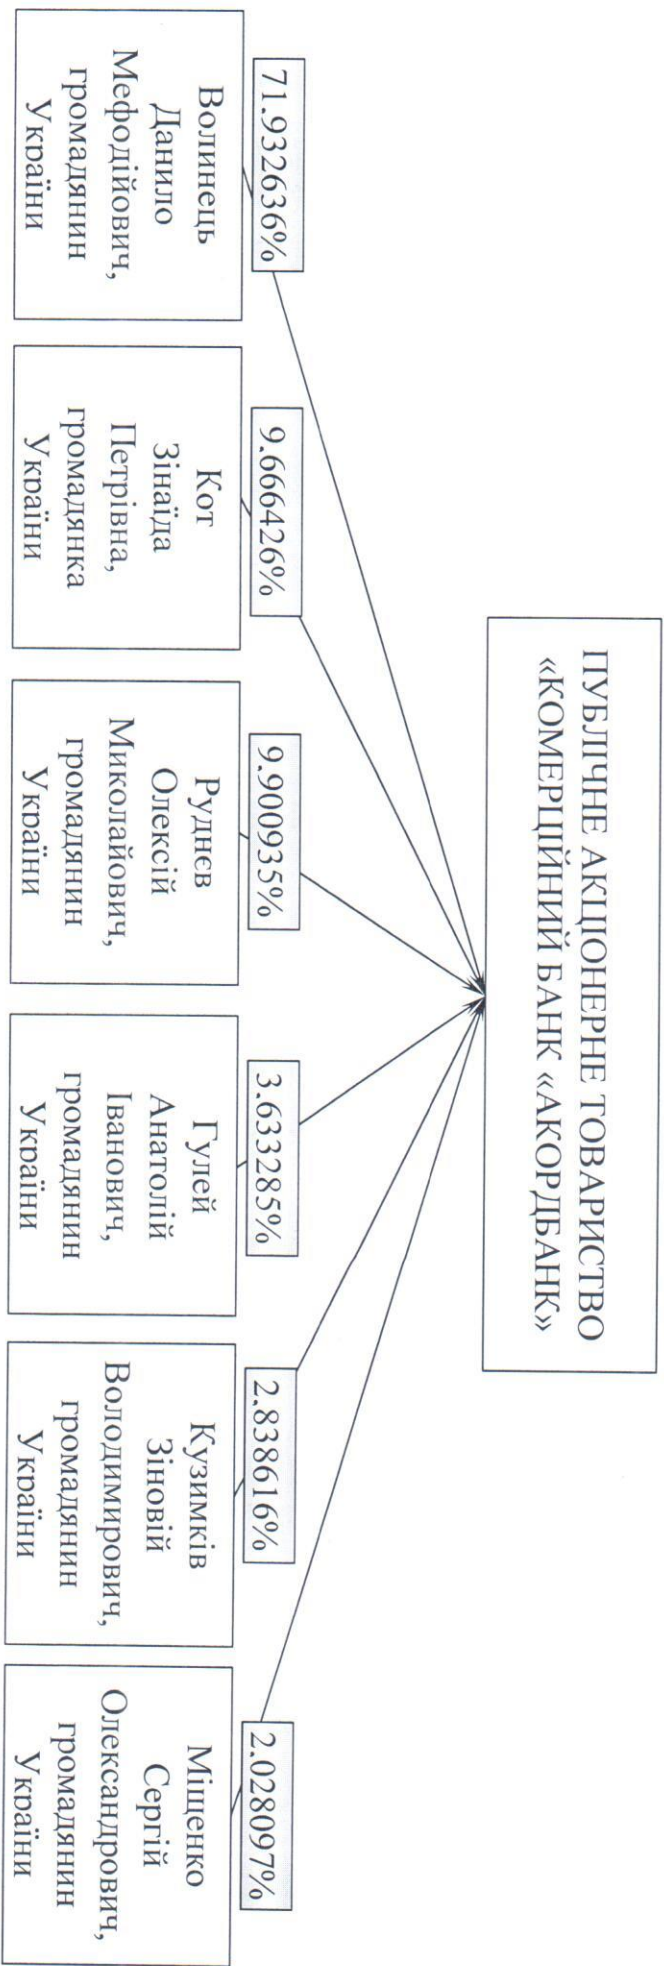 ПУБЛІЧНЕ АКЦІОНЕРНЕ ТОВАРИСТВО
«КОМЕРЦІЙНИЙ БАНК «АКОРДБАНК»
71.932636%
9.666426%
9.900935%
3.633285%
2.838616%
2.028097%
Волинець
Данило
Мефодійович,
громадянин
України
Кот
Зінаїда
Петрівна,
громадянка
України
Руднєв
Олексій
Миколайович,
громадянин
України
Гулей
Анатолій
Іванович,
громадянин
України
Кузимків
Зіновій
Володимирович,
громадянин
України
Міщенко
Сергій
Олександрович,
громадянин
України